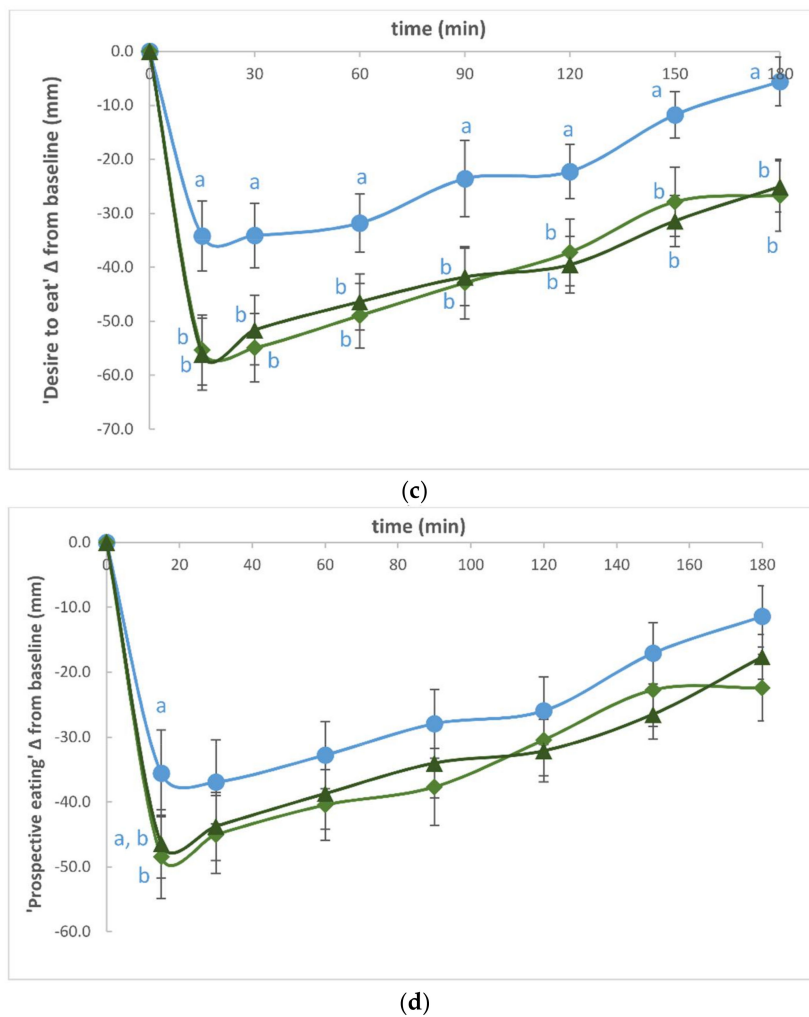 time (min)
0.0
0 30 60 90 120 150 180
a
a
-10.0
a a
-20.0
a a a
b
b
-30.0
b
b b
-40.0
b b
b b
b b
-50.0
b b
b b
-60.0
-70.0
'Desire to eat' Δ from baseline (mm)
(c)
time (min)
0.0
0 20 40 60 80 100 120 140 160 180
-10.0
-20.0
a
-30.0
-40.0
a, b
-50.0
b
-60.0
'Prospective eating' Δ from baseline (mm)
(d)